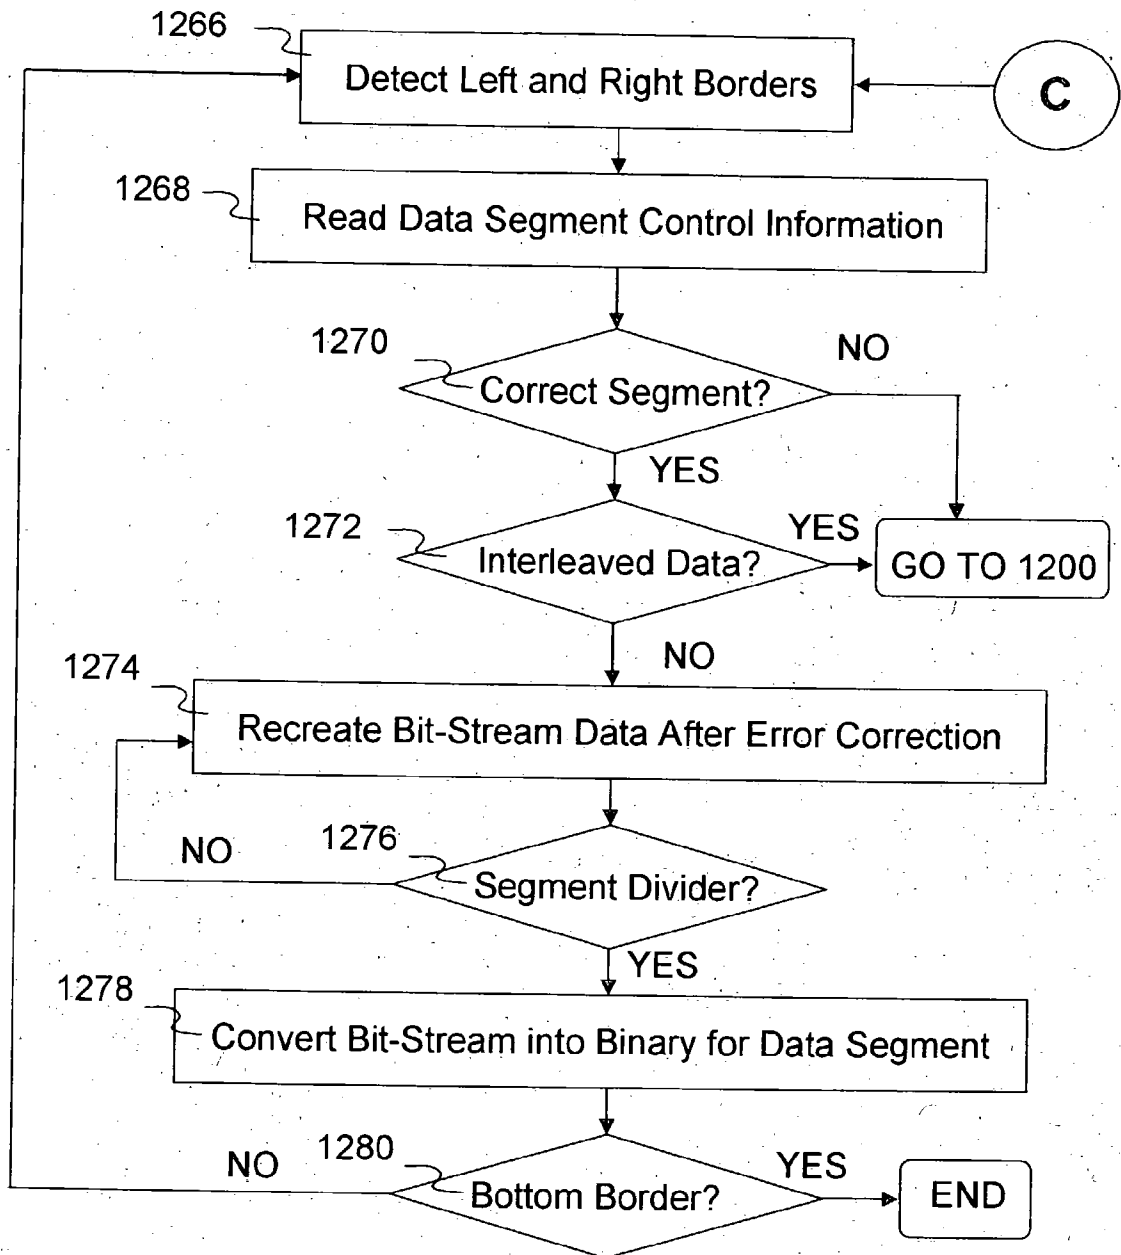 1266
Detect Left and Right Borders
C
1268
Read Data Segment Control Information
1270
NO
Correct Segment?
YES
1272
YES
Interleaved Data?
GO TO 1200
NO
1274
Recreate Bit-Stream Data After Error Correction
1276
NO
Segment Divider?
YES
1278
Convert Bit-Stream into Binary for Data Segment
1280
NO
YES
Bottom Border?
END